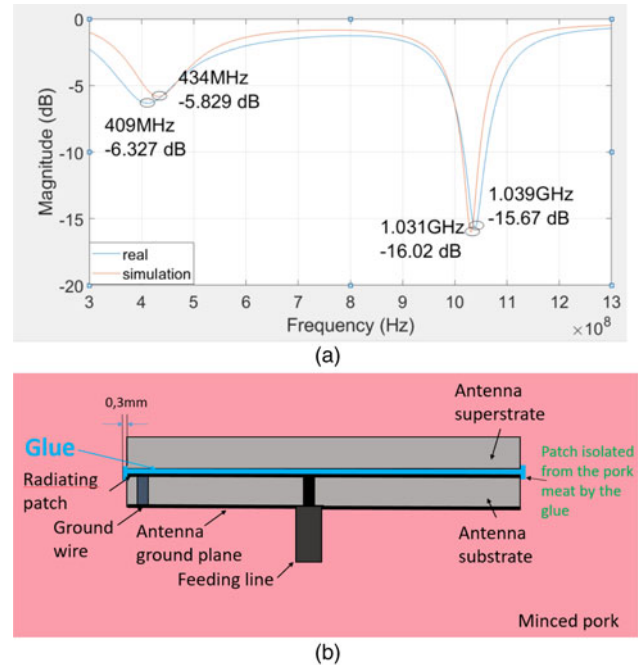 0
-5
-10
-15
-20
Magnitude (dB)
434MHz
-5.829 dB
409MHz
-6.327 dB
1.039GHz
-15.67 dB
1.031GHz
-16.02 dB
real
simulation
3 4 5 6 7 8 9 10 11 12 13
Frequency (Hz)
×10^8
(a)
0,3mm
Glue
Antenna
superstrate
Radiating
patch
Patch isolated
from the pork
meat by the
glue
Ground
wire
Antenna
ground plane
Feeding line
Antenna
substrate
Minced pork
(b)